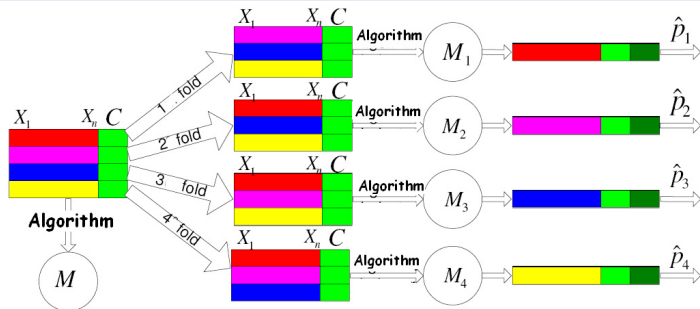 X₁ Xₙ C
Algorithm
M
1 . fold
2 fold
3 fold
4 fold
X₁ Xₙ C
Algorithm
M₁
p̂₁
X₁ Xₙ C
Algorithm
M₂
p̂₂
X₁ Xₙ C
Algorithm
M₃
p̂₃
X₁ Xₙ C
Algorithm
M₄
p̂₄